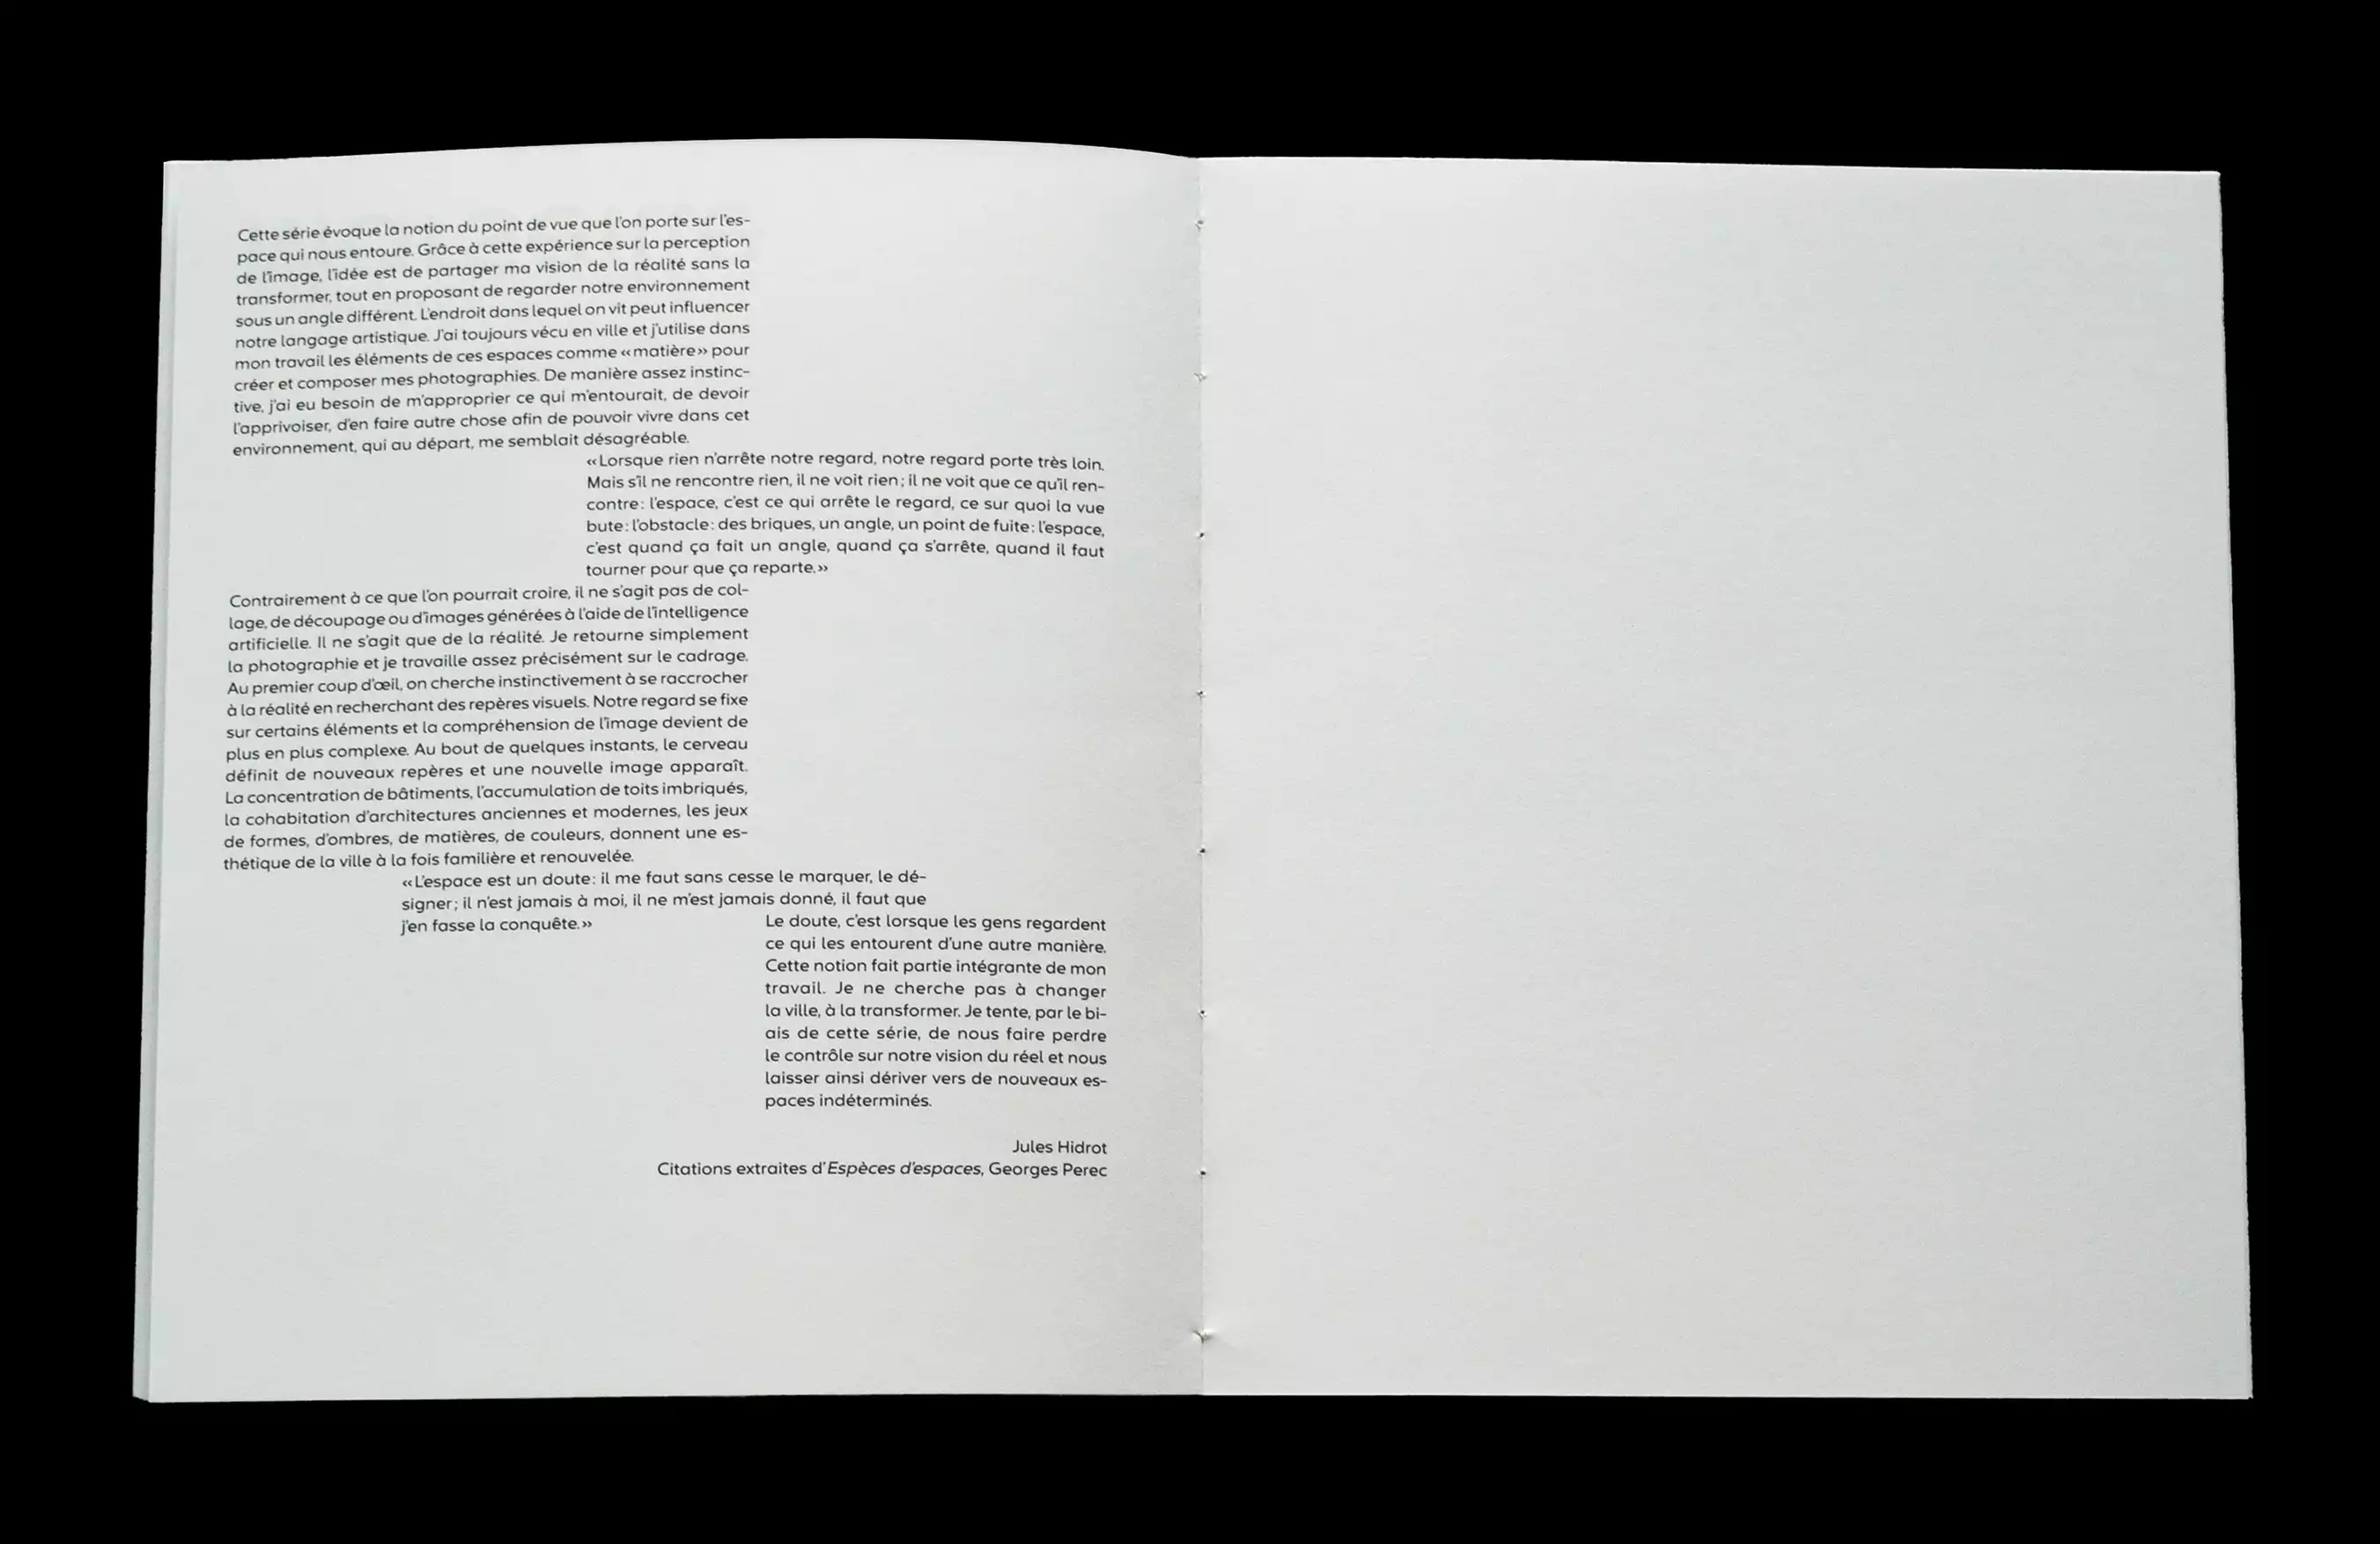 Cette série évoque la notion du point de vue que l'on porte sur l'es-
pace qui nous entoure. Grâce à cette expérience sur la perception
de l'image, l'idée est de partager ma vision de la réalité sans la
transformer, tout en proposant de regarder notre environnement
sous un angle différent. L'endroit dans lequel on vit peut influencer
notre langage artistique. J'ai toujours vécu en ville et j'utilise dans
mon travail les éléments de ces espaces comme «matière» pour
créer et composer mes photographies. De manière assez instinc-
tive, j'ai eu besoin de m'approprier ce qui m'entourait, de devoir
l'apprivoiser, d'en faire autre chose afin de pouvoir vivre dans cet
environnement, qui au départ, me semblait désagréable.
«Lorsque rien n'arrête notre regard, notre regard porte très loin.
Mais s'il ne rencontre rien, il ne voit rien; il ne voit que ce qu'il ren-
contre: l'espace, c'est ce qui arrête le regard, ce sur quoi la vue
bute: l'obstacle: des briques, un angle, un point de fuite: l'espace,
c'est quand ça fait un angle, quand ça s'arrête, quand il faut
tourner pour que ça reparte.»
Contrairement à ce que l'on pourrait croire, il ne s'agit pas de col-
lage, de découpage ou d'images générées à l'aide de l'intelligence
artificielle. Il ne s'agit que de la réalité. Je retourne simplement
la photographie et je travaille assez précisément sur le cadrage.
Au premier coup d'œil, on cherche instinctivement à se raccrocher
à la réalité en recherchant des repères visuels. Notre regard se fixe
sur certains éléments et la compréhension de l'image devient de
plus en plus complexe. Au bout de quelques instants, le cerveau
définit de nouveaux repères et une nouvelle image apparaît.
La concentration de bâtiments, l'accumulation de toits imbriqués,
la cohabitation d'architectures anciennes et modernes, les jeux
de formes, d'ombres, de matières, de couleurs, donnent une es-
thétique de la ville à la fois familière et renouvelée.
«L'espace est un doute: il me faut sans cesse le marquer, le dé-
signer; il n'est jamais à moi, il ne m'est jamais donné, il faut que
j'en fasse la conquête.»
Le doute, c'est lorsque les gens regardent
ce qui les entourent d'une autre manière.
Cette notion fait partie intégrante de mon
travail. Je ne cherche pas à changer
la ville, à la transformer. Je tente, par le bi-
ais de cette série, de nous faire perdre
le contrôle sur notre vision du réel et nous
laisser ainsi dériver vers de nouveaux es-
paces indéterminés.
Jules Hidrot
Citations extraites d'Espèces d'espaces, Georges Perec